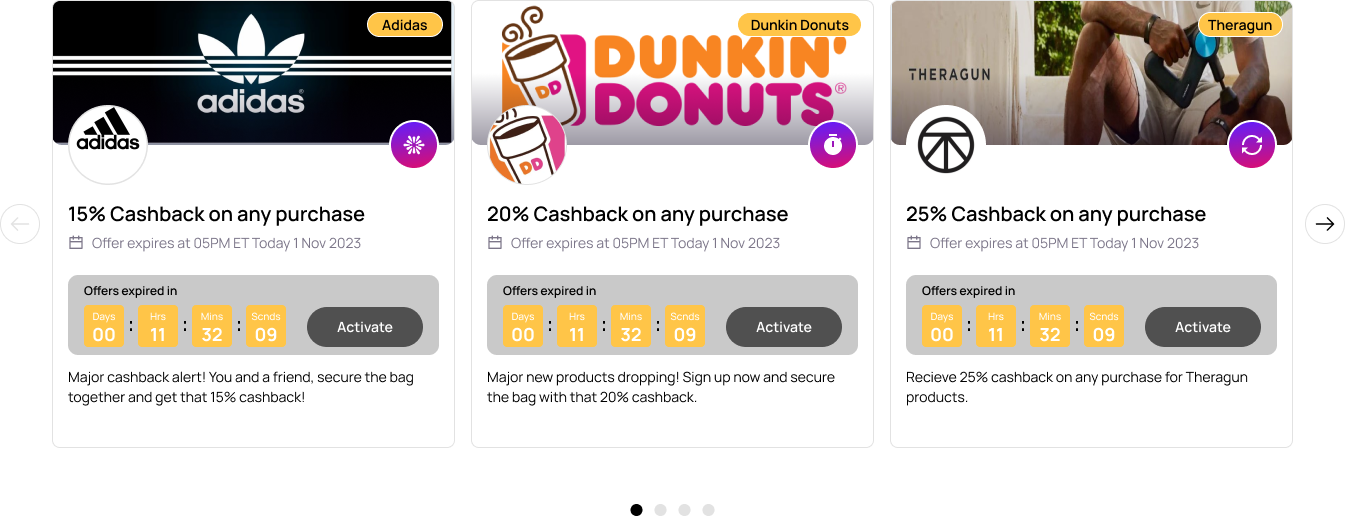 Adidas
adidas®
adidas
15% Cashback on any purchase
Offer expires at 05PM ET Today 1 Nov 2023
Offers expired in
Days Hrs Mins Scnds
00 : 11 : 32 : 09
Activate
Major cashback alert! You and a friend, secure the bag
together and get that 15% cashback!
Dunkin Donuts
DUNKIN'
DONUTS®
DD
DD
20% Cashback on any purchase
Offer expires at 05PM ET Today 1 Nov 2023
Offers expired in
Days Hrs Mins Scnds
00 : 11 : 32 : 09
Activate
Major new products dropping! Sign up now and secure
the bag with that 20% cashback.
Theragun
THERAGUN
25% Cashback on any purchase
Offer expires at 05PM ET Today 1 Nov 2023
Offers expired in
Days Hrs Mins Scnds
00 : 11 : 32 : 09
Activate
Recieve 25% cashback on any purchase for Theragun
products.